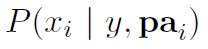 P(x_i | y, pa_i)